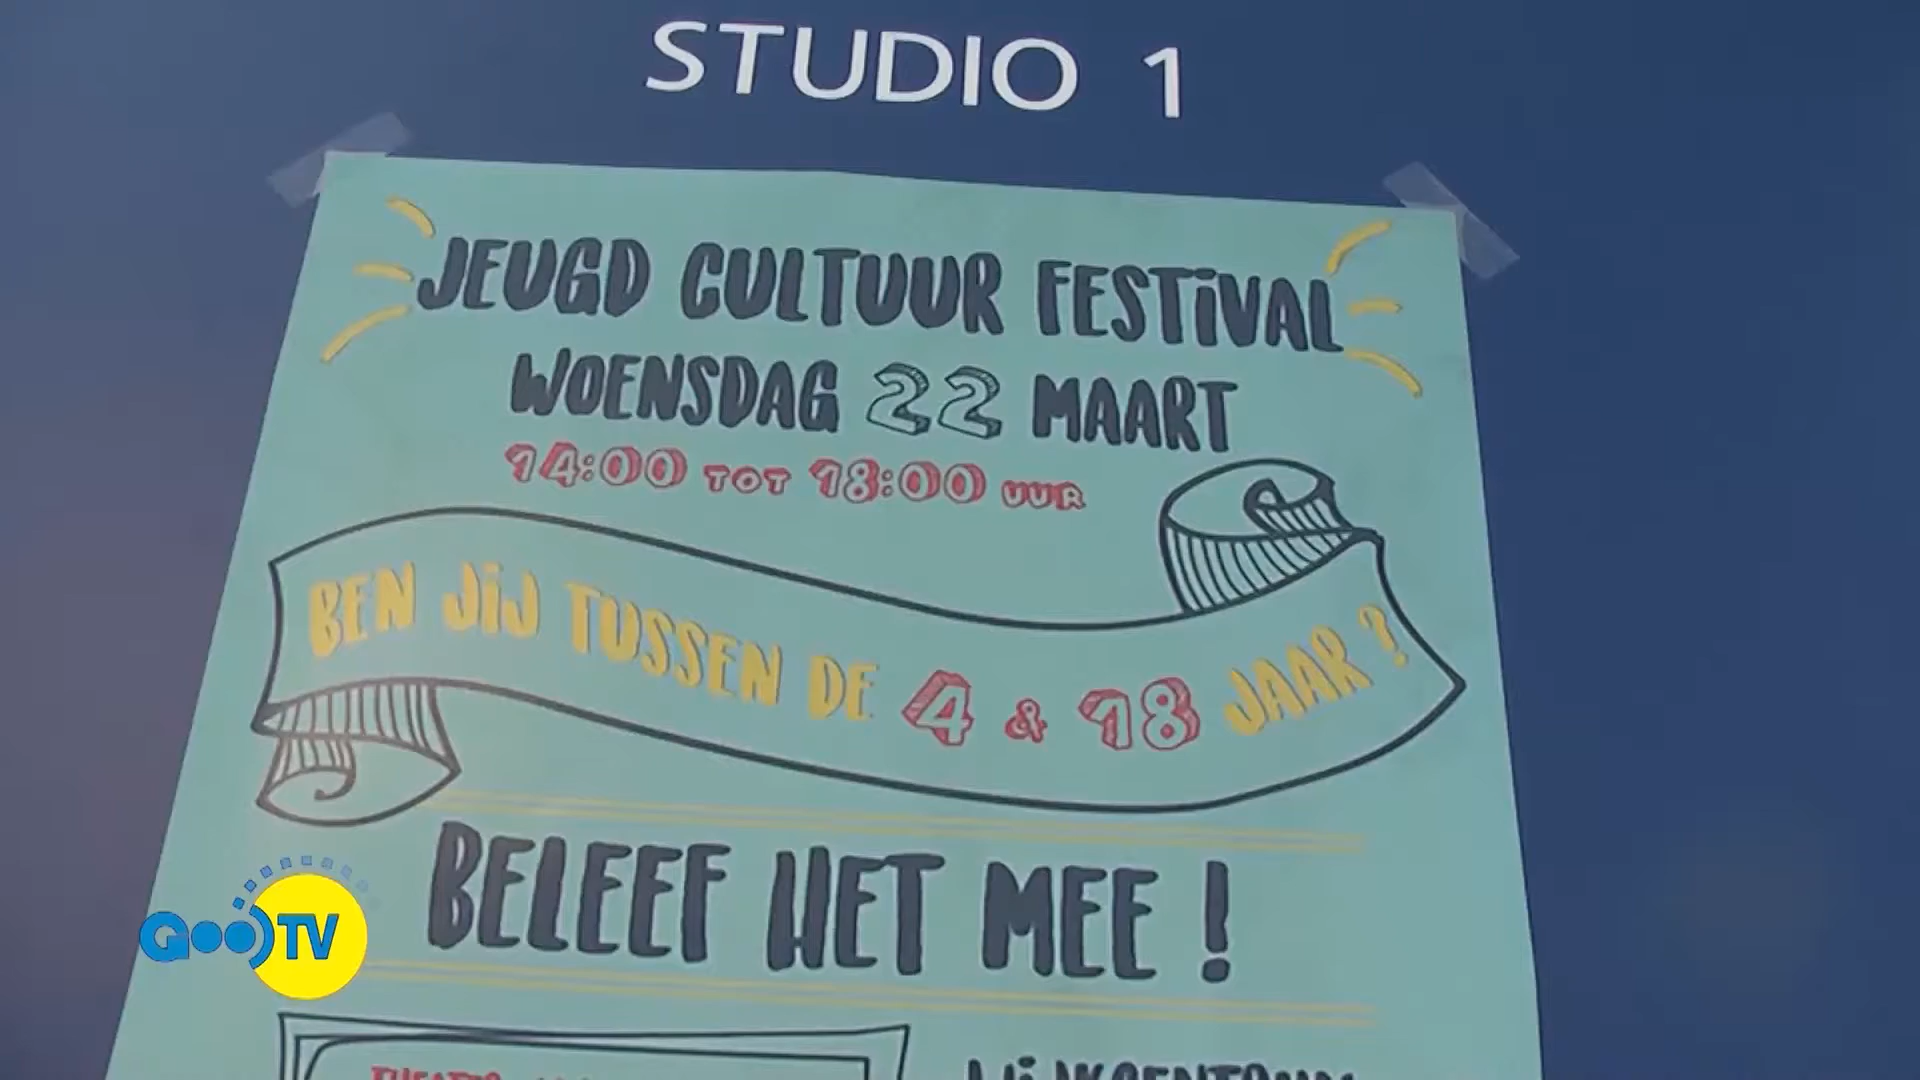 STUDIO 1
JEUGD CULTUUR FESTiVAL
WOENSDAG 22 MAART
14:00 TOT 18:00 UUR
BEN JiJ TUSSEN DE 4 & 18 JAAR ?
BELEEF HET MEE !
GooiTV